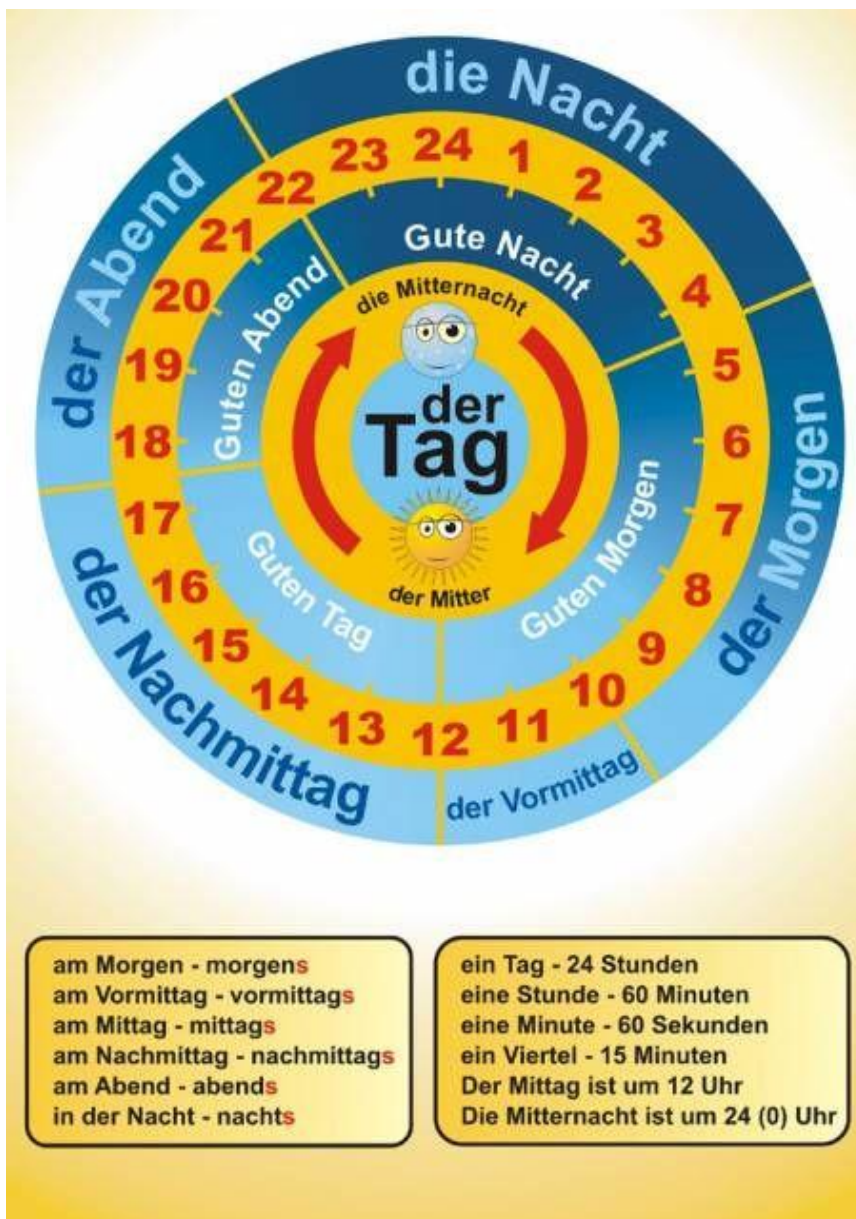 die Nacht
der Morgen
der Vormittag
der Nachmittag
der Abend
24
1
2
3
4
5
6
7
8
9
10
11
12
13
14
15
16
17
18
19
20
21
22
23
Gute Nacht
Guten Morgen
Guten Tag
Guten Abend
die Mitternacht
der
Tag
der Mitter
am Morgen - morgens
am Vormittag - vormittags
am Mittag - mittags
am Nachmittag - nachmittags
am Abend - abends
in der Nacht - nachts
ein Tag - 24 Stunden
eine Stunde - 60 Minuten
eine Minute - 60 Sekunden
ein Viertel - 15 Minuten
Der Mittag ist um 12 Uhr
Die Mitternacht ist um 24 (0) Uhr